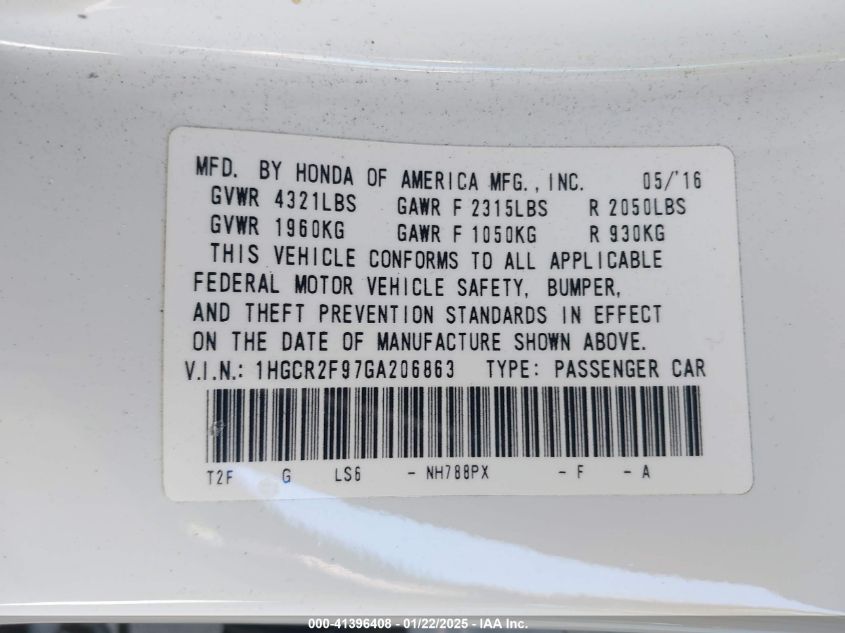 MFD. BY HONDA OF AMERICA MFG., INC. 05/'16
GVWR 4321LBS GAWR F 2315LBS R 2050LBS
GVWR 1960KG GAWR F 1050KG R 930KG
THIS VEHICLE CONFORMS TO ALL APPLICABLE
FEDERAL MOTOR VEHICLE SAFETY, BUMPER,
AND THEFT PREVENTION STANDARDS IN EFFECT
ON THE DATE OF MANUFACTURE SHOWN ABOVE.
V.I.N.: 1HGCR2F97GA206863 TYPE: PASSENGER CAR
T2F G LS6 - NH788PX - F - A
000-41396408 - 01/22/2025 - IAA Inc.